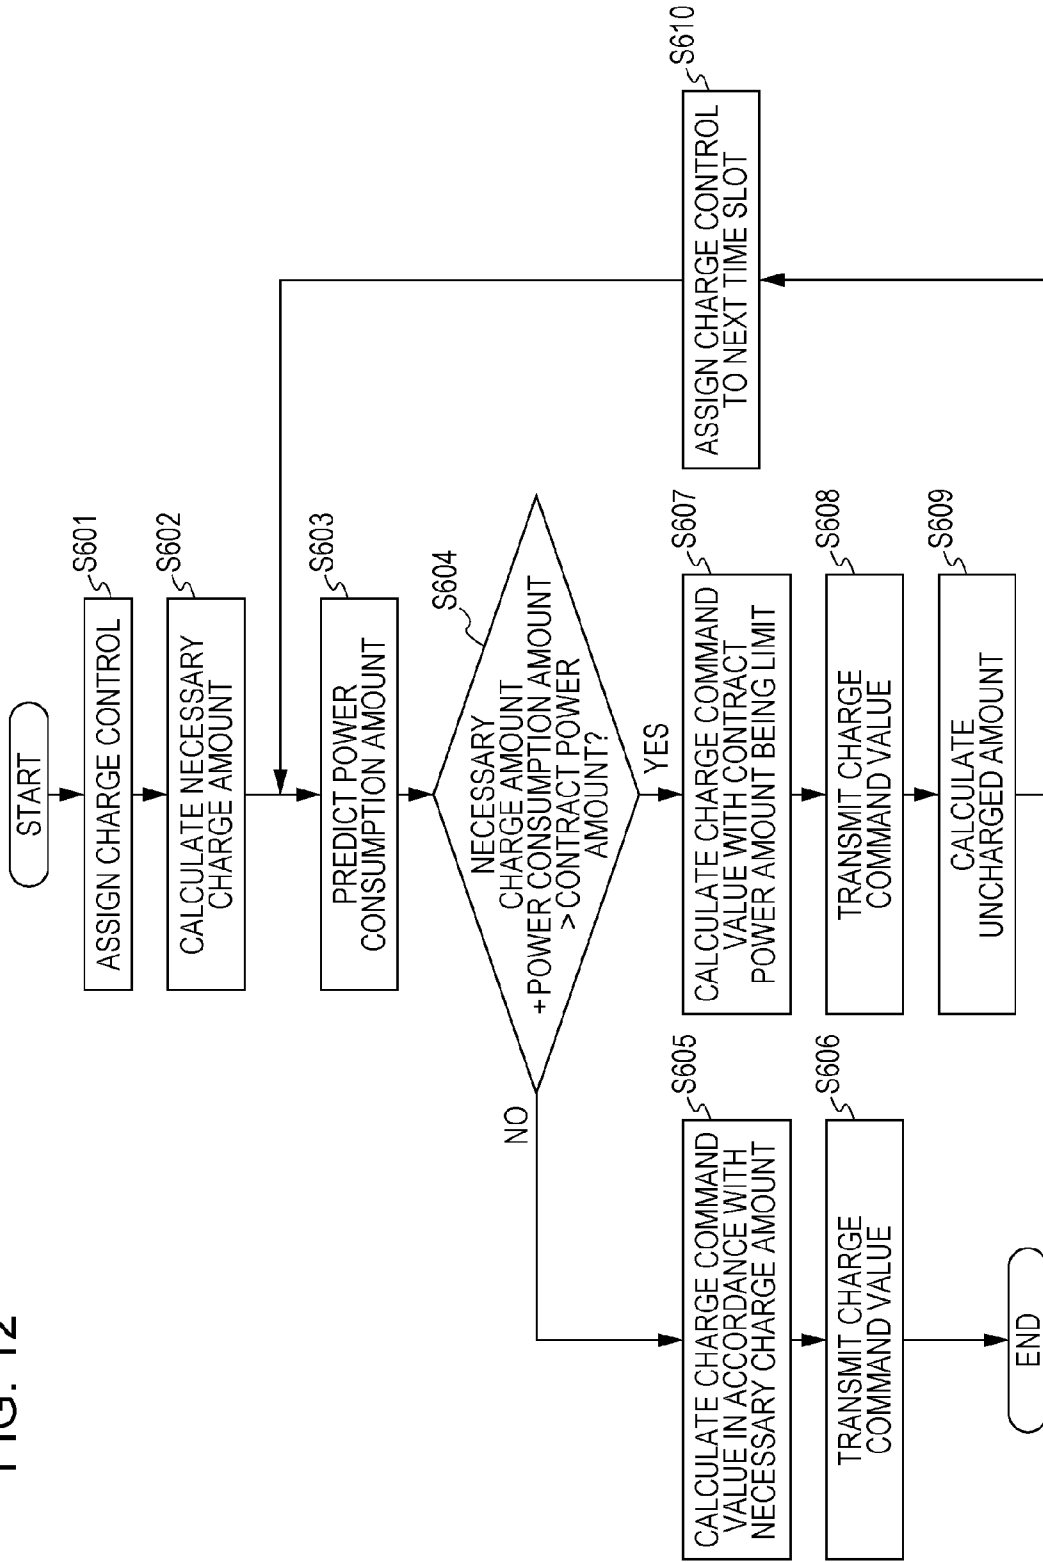 FIG. 12
START
ASSIGN CHARGE CONTROL
S601
CALCULATE NECESSARY
CHARGE AMOUNT
S602
PREDICT POWER
CONSUMPTION AMOUNT
S603
NECESSARY
CHARGE AMOUNT
+POWER CONSUMPTION AMOUNT
> CONTRACT POWER
AMOUNT?
S604
NO
YES
CALCULATE CHARGE COMMAND
VALUE IN ACCORDANCE WITH
NECESSARY CHARGE AMOUNT
S605
TRANSMIT CHARGE
COMMAND VALUE
S606
END
CALCULATE CHARGE COMMAND
VALUE WITH CONTRACT
POWER AMOUNT BEING LIMIT
S607
TRANSMIT CHARGE
COMMAND VALUE
S608
CALCULATE
UNCHARGED AMOUNT
S609
ASSIGN CHARGE CONTROL
TO NEXT TIME SLOT
S610